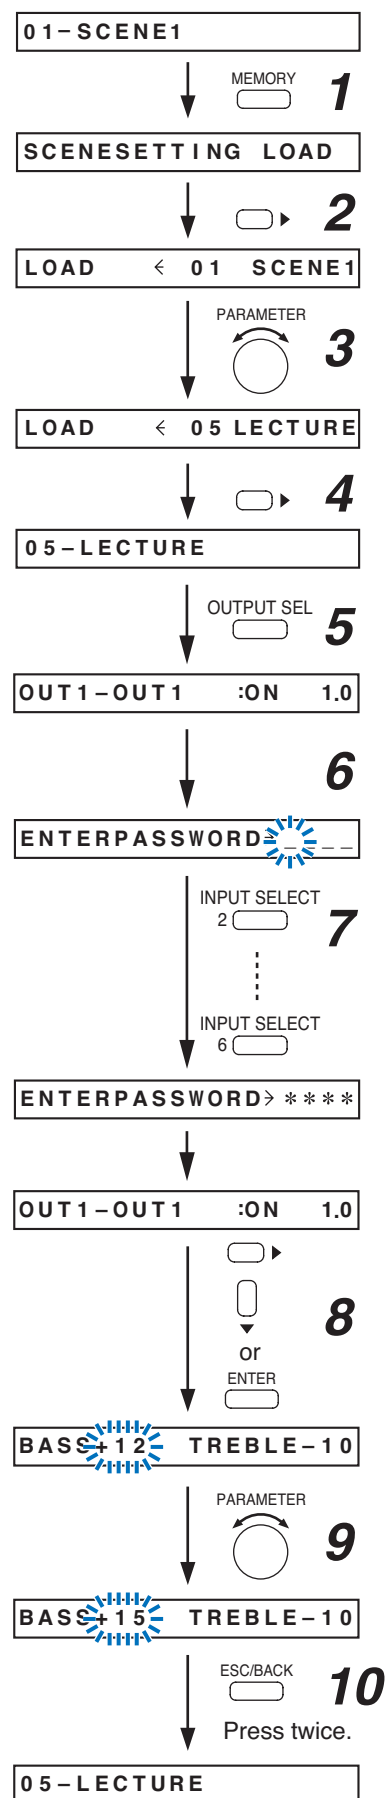 01-SCENE1
MEMORY
1
SCENESETTING LOAD
2
LOAD < 01 SCENE1
PARAMETER
3
LOAD < 05 LECTURE
4
05-LECTURE
OUTPUT SEL
5
OUT1-OUT1 :ON 1.0
6
ENTERPASSWORD> _ _ _ _
INPUT SELECT
2
7
INPUT SELECT
6
ENTERPASSWORD> ****
OUT1-OUT1 :ON 1.0
8
or
ENTER
BASS+12 TREBLE-10
PARAMETER
9
BASS+15 TREBLE-10
ESC/BACK
10
Press twice.
05-LECTURE